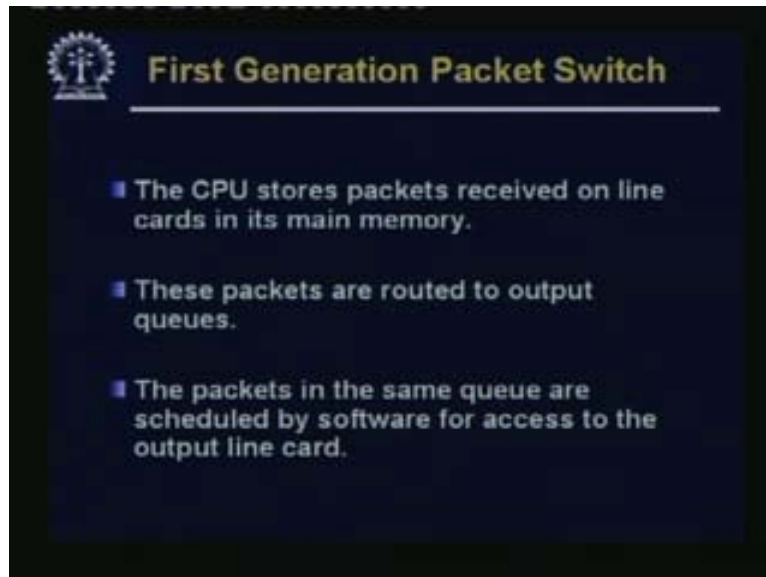 First Generation Packet Switch
The CPU stores packets received on line
cards in its main memory.
These packets are routed to output
queues.
The packets in the same queue are
scheduled by software for access to the
output line card.